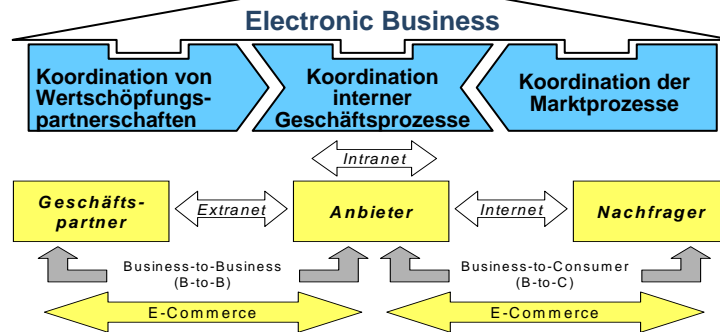 Electronic Business
Koordination von
Wertschöpfungs-
partnerschaften
Koordination
interner
Geschäftsprozesse
Koordination der
Marktprozesse
Intranet
Geschäfts-
partner
Extranet
Anbieter
Internet
Nachfrager
Business-to-Business
(B-to-B)
Business-to-Consumer
(B-to-C)
E-Commerce
E-Commerce